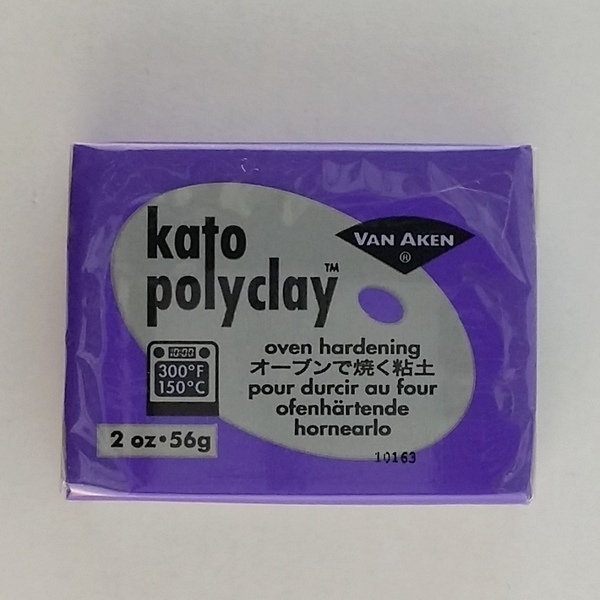 kato
polyclay™
VAN AKEN
®
10:00
300°F
150°C
oven hardening
オーブンで焼く粘土
pour durcir au four
ofenhärtende
hornearlo
2 oz•56g
10163